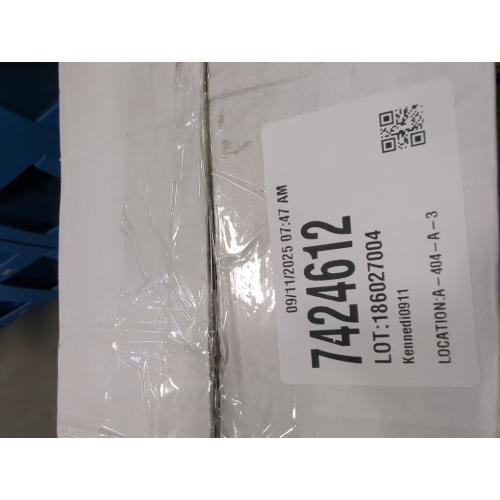 09/11/2025 07:47 AM
7424612
LOT:186027004
Kennedi0911
LOCATION:A-404-A-3